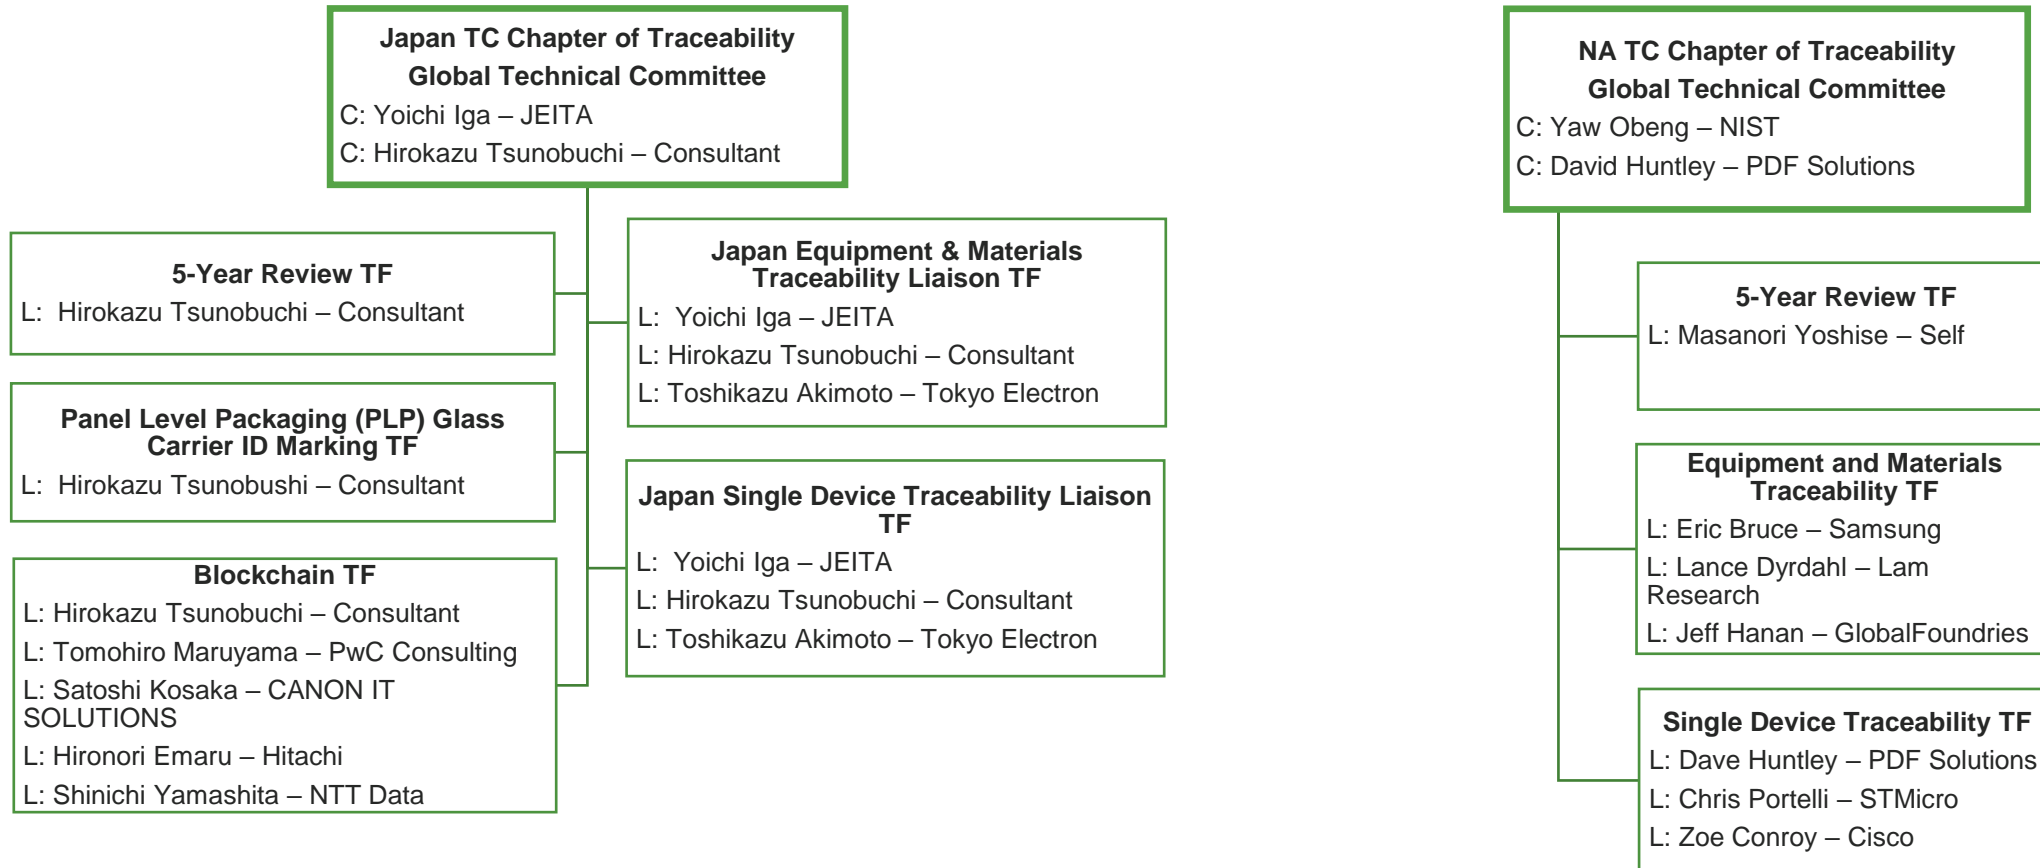 Japan TC Chapter of Traceability
Global Technical Committee
C: Yoichi Iga – JEITA
C: Hirokazu Tsunobuchi – Consultant
5-Year Review TF
L:  Hirokazu Tsunobuchi – Consultant
Panel Level Packaging (PLP) Glass
Carrier ID Marking TF
L:  Hirokazu Tsunobushi – Consultant
Blockchain TF
L: Hirokazu Tsunobuchi – Consultant
L: Tomohiro Maruyama – PwC Consulting
L: Satoshi Kosaka – CANON IT
SOLUTIONS
L: Hironori Emaru – Hitachi
L: Shinichi Yamashita – NTT Data
Japan Equipment & Materials
Traceability Liaison TF
L:  Yoichi Iga – JEITA
L: Hirokazu Tsunobuchi – Consultant
L: Toshikazu Akimoto – Tokyo Electron
Japan Single Device Traceability Liaison
TF
L:  Yoichi Iga – JEITA
L: Hirokazu Tsunobuchi – Consultant
L: Toshikazu Akimoto – Tokyo Electron
NA TC Chapter of Traceability
Global Technical Committee
C: Yaw Obeng – NIST
C: David Huntley – PDF Solutions
5-Year Review TF
L: Masanori Yoshise – Self
Equipment and Materials
Traceability TF
L: Eric Bruce – Samsung
L: Lance Dyrdahl – Lam
Research
L: Jeff Hanan – GlobalFoundries
Single Device Traceability TF
L: Dave Huntley – PDF Solutions
L: Chris Portelli – STMicro
L: Zoe Conroy – Cisco